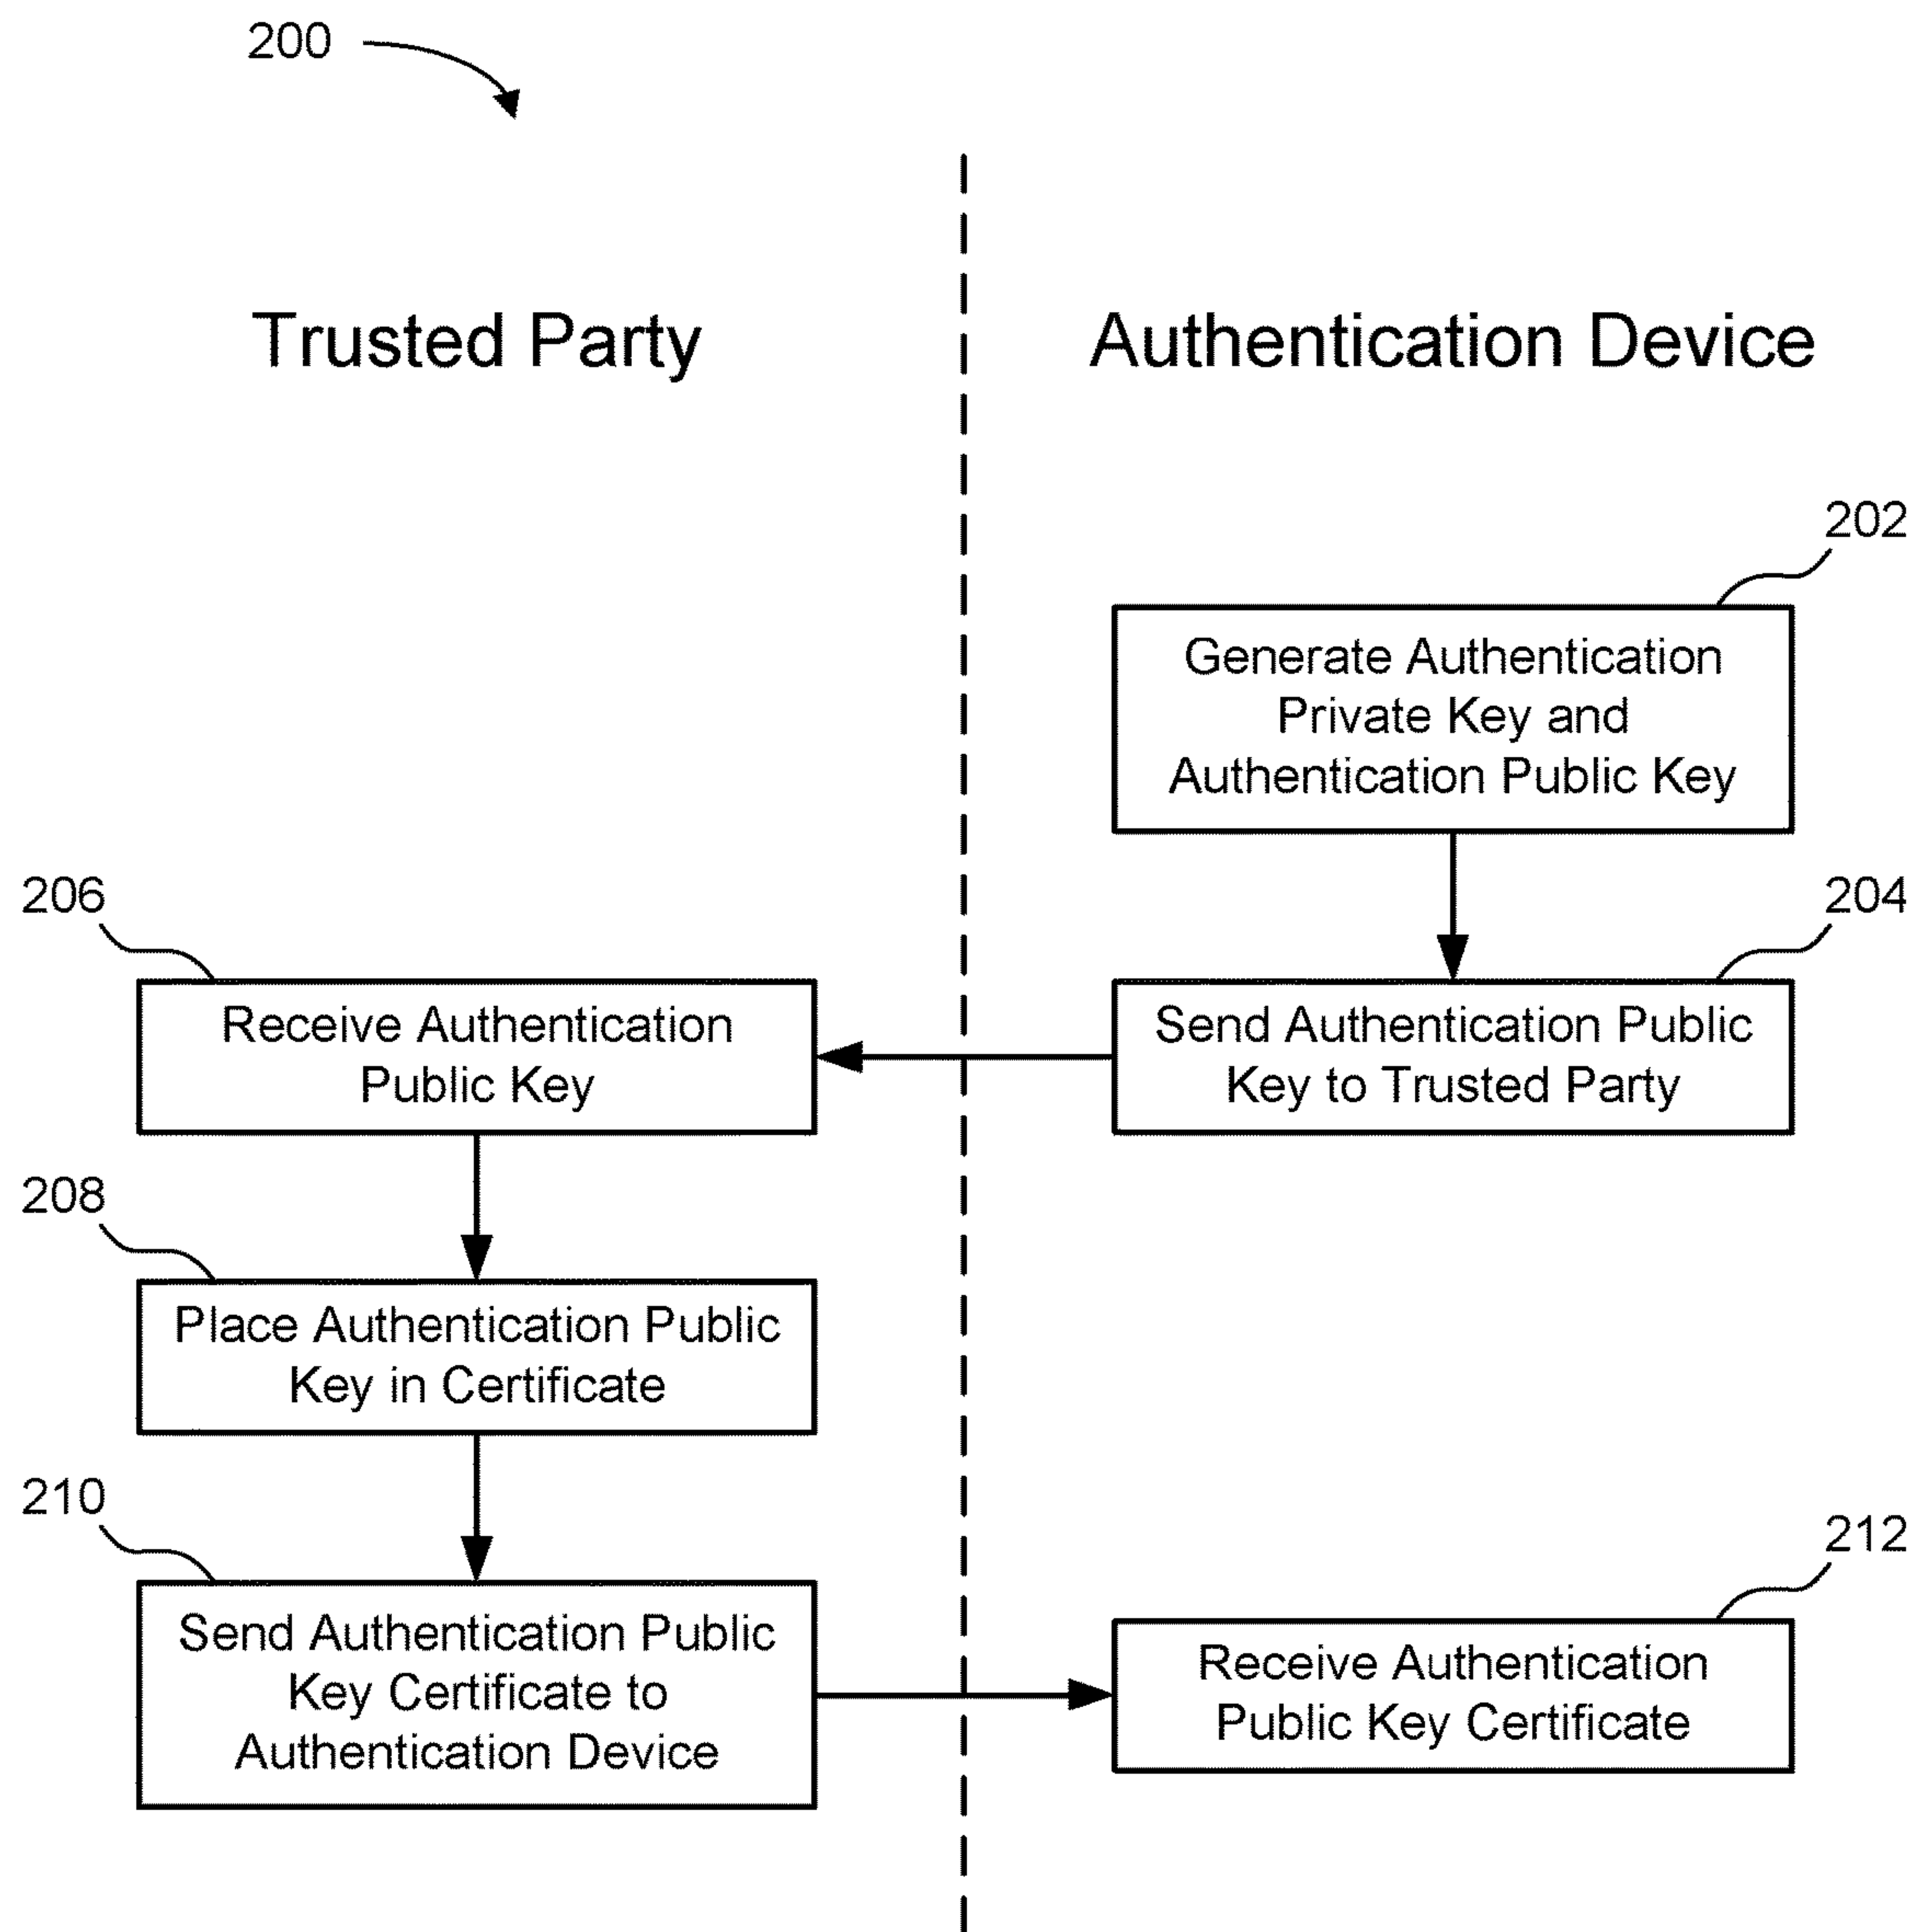 200
Trusted Party
Authentication Device
202
Generate Authentication
Private Key and
Authentication Public Key
206
204
Receive Authentication
Public Key
Send Authentication Public
Key to Trusted Party
208
Place Authentication Public
Key in Certificate
210
212
Send Authentication Public
Key Certificate to
Authentication Device
Receive Authentication
Public Key Certificate